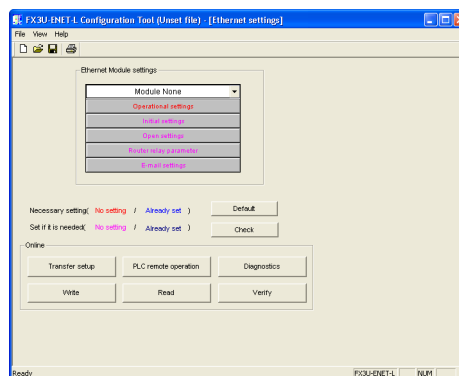 FX3U-ENET-L Configuration Tool (Unset file) - [Ethernet settings]
File View Help
Ethernet Module settings
Module None
Operational settings
Initial settings
Open settings
Router relay parameter
E-mail settings
Necessary setting( No setting / Already set ) Default
Set if it is needed( No setting / Already set ) Check
Online
Transfer setup PLC remote operation Diagnostics
Write Read Verify
Ready FX3U-ENET-L NUM